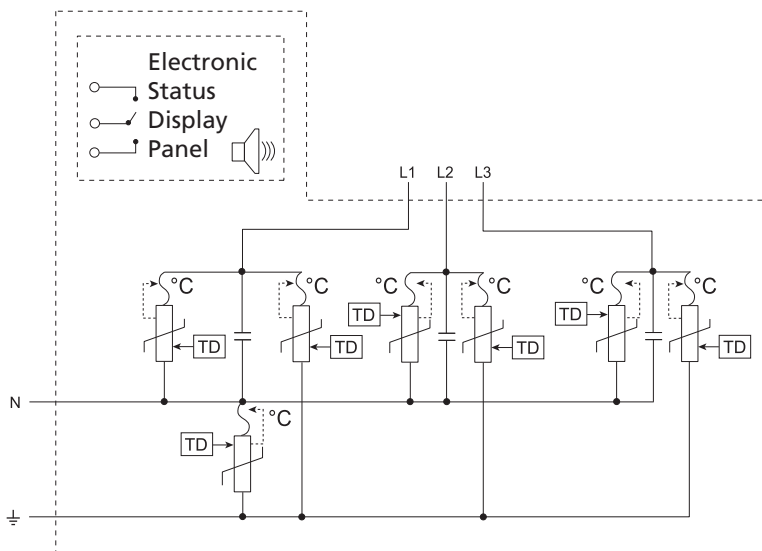 Electronic
Status
Display
Panel
L1 L2 L3
°C °C °C °C °C °C
TD TD
TD TD TD TD
N
°C
TD